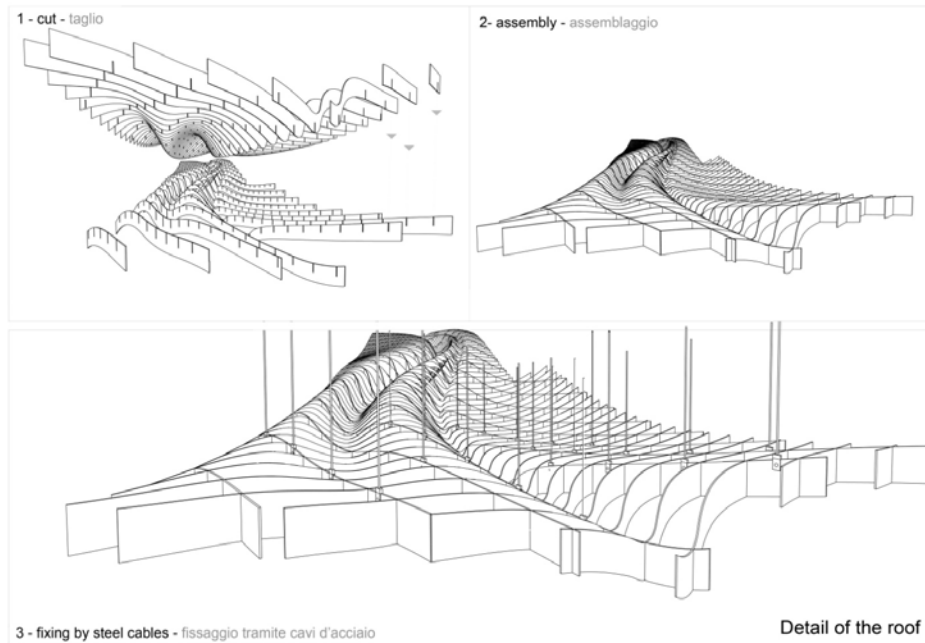 1 - cut - taglio
2- assembly - assemblaggio
3 - fixing by steel cables - fissaggio tramite cavi d'acciaio
Detail of the roof